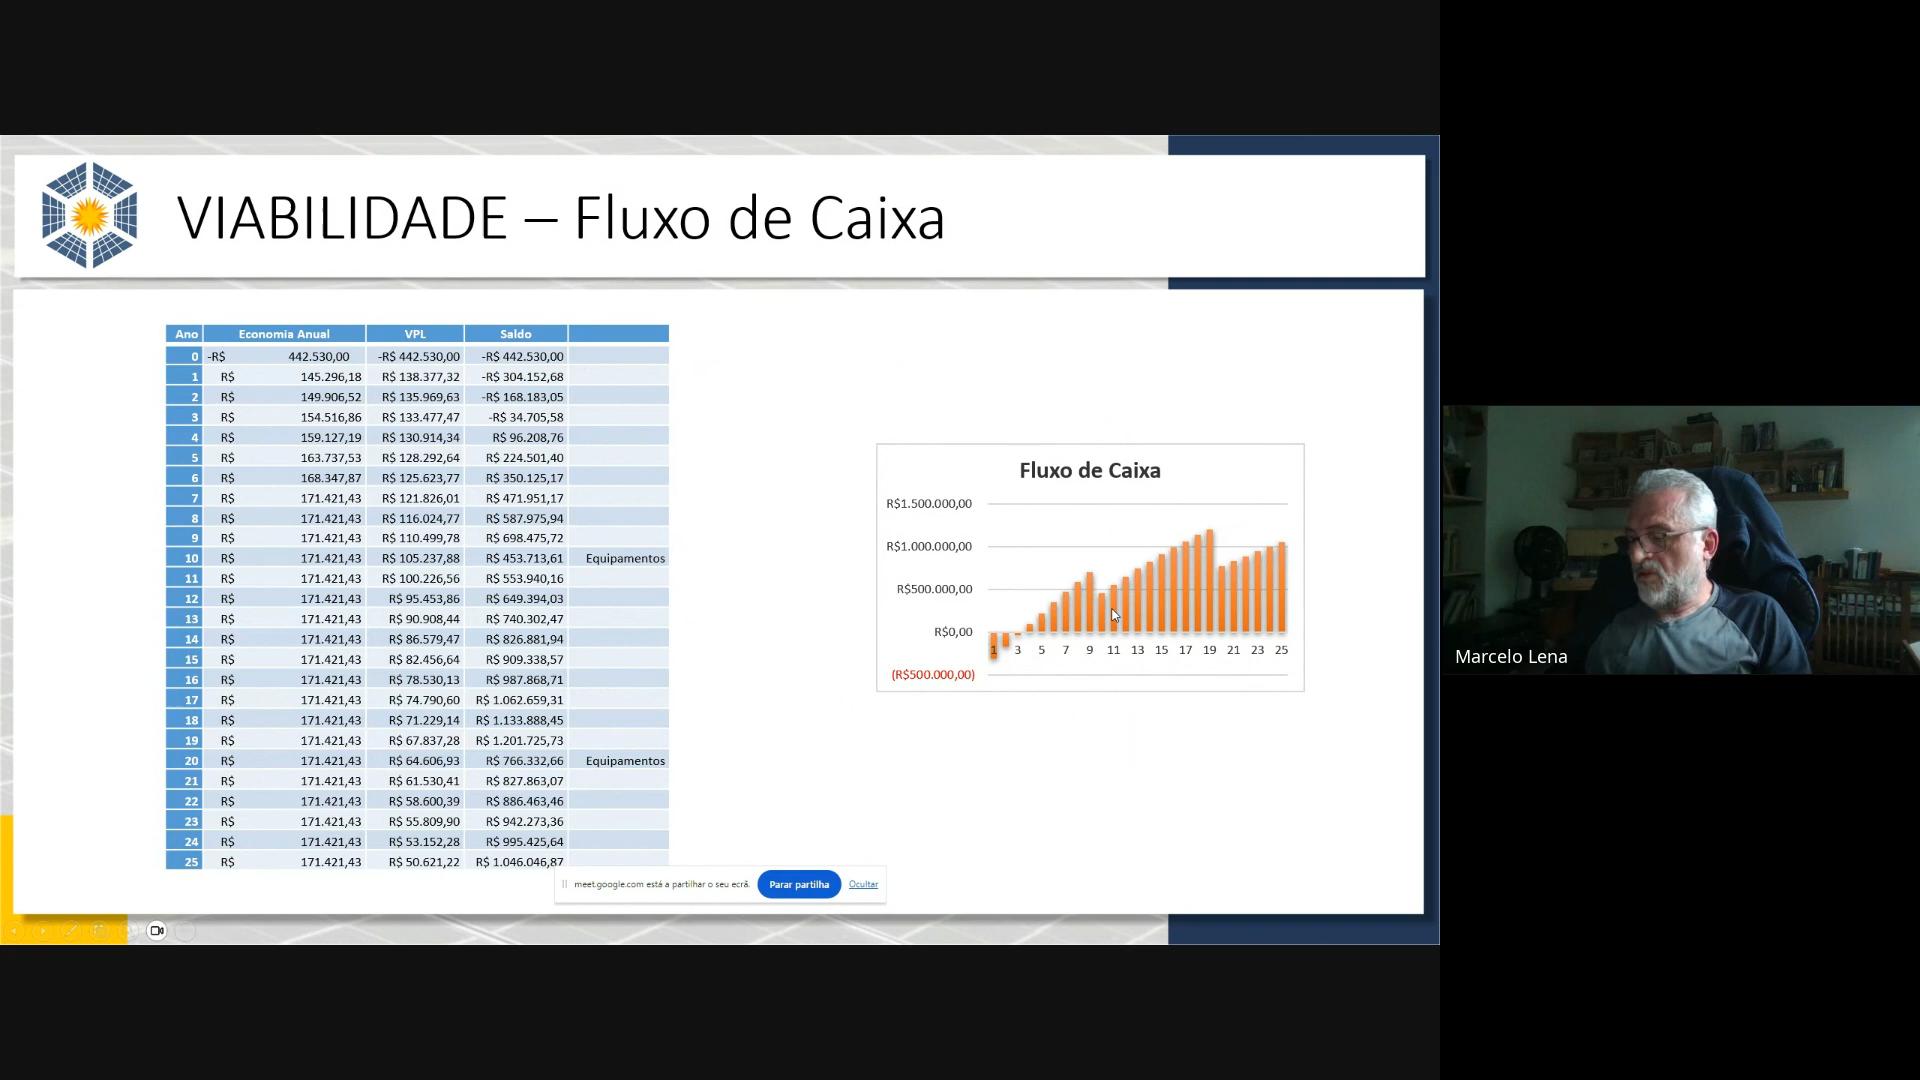 VIABILIDADE – Fluxo de Caixa
Ano Economia Anual VPL Saldo
0 -R$ 442.530,00 -R$ 442.530,00 -R$ 442.530,00
1 R$ 145.296,18 R$ 138.377,32 -R$ 304.152,68
2 R$ 149.906,52 R$ 135.969,63 -R$ 168.183,05
3 R$ 154.516,86 R$ 133.477,47 -R$ 34.705,58
4 R$ 159.127,19 R$ 130.914,34 R$ 96.208,76
5 R$ 163.737,53 R$ 128.292,64 R$ 224.501,40
6 R$ 168.347,87 R$ 125.623,77 R$ 350.125,17
7 R$ 171.421,43 R$ 121.826,01 R$ 471.951,17
8 R$ 171.421,43 R$ 116.024,77 R$ 587.975,94
9 R$ 171.421,43 R$ 110.499,78 R$ 698.475,72
10 R$ 171.421,43 R$ 105.237,88 R$ 453.713,61 Equipamentos
11 R$ 171.421,43 R$ 100.226,56 R$ 553.940,16
12 R$ 171.421,43 R$ 95.453,86 R$ 649.394,03
13 R$ 171.421,43 R$ 90.908,44 R$ 740.302,47
14 R$ 171.421,43 R$ 86.579,47 R$ 826.881,94
15 R$ 171.421,43 R$ 82.456,64 R$ 909.338,57
16 R$ 171.421,43 R$ 78.530,13 R$ 987.868,71
17 R$ 171.421,43 R$ 74.790,60 R$ 1.062.659,31
18 R$ 171.421,43 R$ 71.229,14 R$ 1.133.888,45
19 R$ 171.421,43 R$ 67.837,28 R$ 1.201.725,73
20 R$ 171.421,43 R$ 64.606,93 R$ 766.332,66 Equipamentos
21 R$ 171.421,43 R$ 61.530,41 R$ 827.863,07
22 R$ 171.421,43 R$ 58.600,39 R$ 886.463,46
23 R$ 171.421,43 R$ 55.809,90 R$ 942.273,36
24 R$ 171.421,43 R$ 53.152,28 R$ 995.425,64
25 R$ 171.421,43 R$ 50.621,22 R$ 1.046.046,87
Fluxo de Caixa
R$1.500.000,00
R$1.000.000,00
R$500.000,00
R$0,00
1 3 5 7 9 11 13 15 17 19 21 23 25
(R$500.000,00)
meet.google.com está a partilhar o seu ecrã. Parar partilha Ocultar
Marcelo Lena